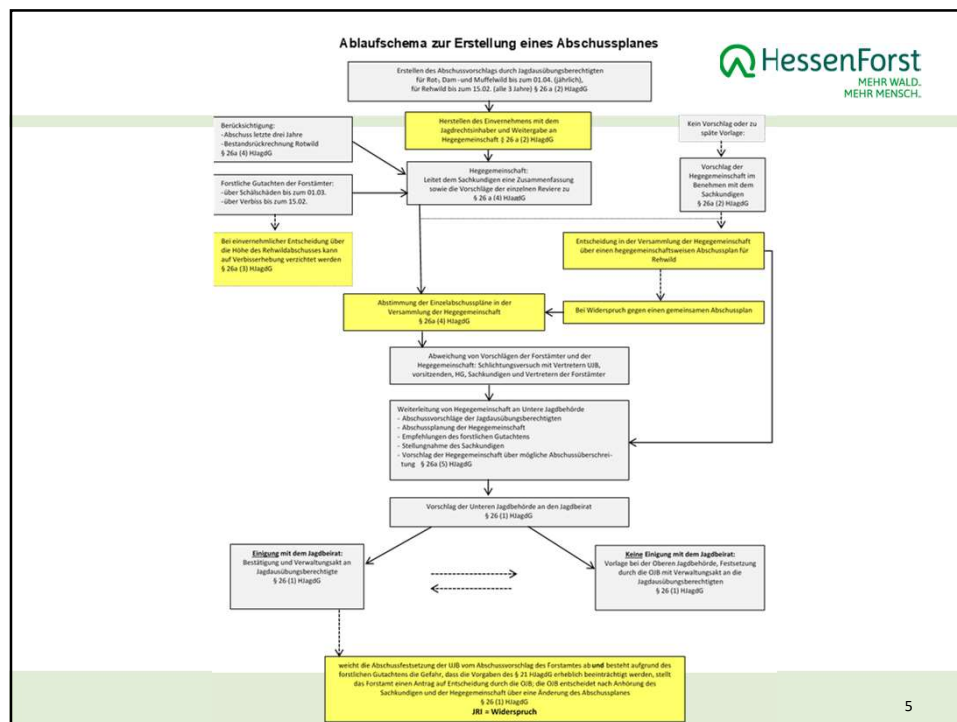 Ablaufschema zur Erstellung eines Abschussplanes
HessenForst
MEHR WALD.
MEHR MENSCH.
Erstellen des Abschussvorschlags durch Jagdausübungsberechtigten
für Rot-, Dam -und Muffelwild bis zum 01.04. (jährlich),
für Rehwild bis zum 15.02. (alle 3 Jahre) § 26 a (2) HJagdG
Herstellen des Einvernehmens mit dem
Jagdrechtsinhaber und Weitergabe an
Hegegemeinschaft § 26 a (2) HJagdG
Berücksichtigung:
-Abschuss letzte drei Jahre
-Bestandsrückrechnung Rotwild
§ 26a (4) HJagdG
Kein Vorschlag oder zu
späte Vorlage:
Hegegemeinschaft:
Leitet dem Sachkundigen eine Zusammenfassung
sowie die Vorschläge der einzelnen Reviere zu
§ 26 a (4) HJagdG
Vorschlag der
Hegegemeinschaft im
Benehmen mit dem
Sachkundigen
§ 26a (2) HJagdG
Forstliche Gutachten der Forstämter:
-über Schälschäden bis zum 01.03.
-über Verbiss bis zum 15.02.
Bei einvernehmlicher Entscheidung über
die Höhe des Rehwildabschusses kann
auf Verbisserhebung verzichtet werden
§ 26a (3) HJagdG
Entscheidung in der Versammlung der Hegegemeinschaft
über einen hegegemeinschaftsweisen Abschussplan für
Rehwild
Abstimmung der Einzelabschusspläne in der
Versammlung der Hegegemeinschaft
§ 26a (4) HJagdG
Bei Widerspruch gegen einen gemeinsamen Abschussplan
Abweichung von Vorschlägen der Forstämter und der
Hegegemeinschaft: Schlichtungsversuch mit Vertretern UJB,
vorsitzenden, HG, Sachkundigen und Vertretern der Forstämter
Weiterleitung von Hegegemeinschaft an Untere Jagdbehörde
- Abschussvorschläge der Jagdausübungsberechtigten
- Abschussplanung der Hegegemeinschaft
- Empfehlungen des forstlichen Gutachtens
- Stellungnahme des Sachkundigen
- Vorschlag der Hegegemeinschaft über mögliche Abschussüberschrei-
tung § 26a (5) HJagdG
Vorschlag der Unteren Jagdbehörde an den Jagdbeirat
§ 26 (1) HJagdG
Einigung mit dem Jagdbeirat:
Bestätigung und Verwaltungsakt an
Jagdausübungsberechtigte
§ 26 (1) HJagdG
Keine Einigung mit dem Jagdbeirat:
Vorlage bei der Oberen Jagdbehörde, Festsetzung
durch die OJB mit Verwaltungsakt an die
Jagdausübungsberechtigten
§ 26 (1) HJagdG
weicht die Abschussfestsetzung der UJB vom Abschussvorschlag des Forstamtes ab und besteht aufgrund des
forstlichen Gutachtens die Gefahr, dass die Vorgaben des § 21 HJagdG erheblich beeinträchtigt werden, stellt
das Forstamt einen Antrag auf Entscheidung durch die OJB; die OJB entscheidet nach Anhörung des
Sachkundigen und der Hegegemeinschaft über eine Änderung des Abschussplanes
§ 26 (1) HJagdG
JRI = Widerspruch
5